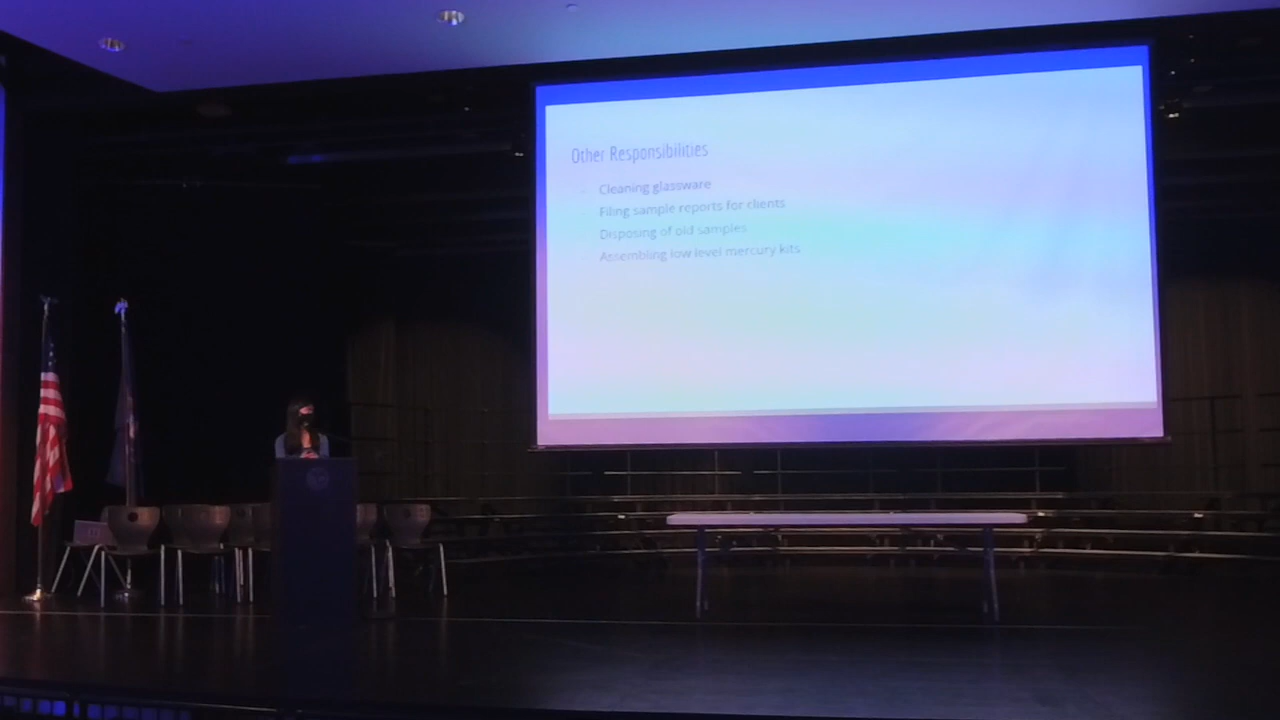 Other Responsibilities
Cleaning glassware
Filing sample reports for clients
Disposing of old samples
Assembling low level mercury kits